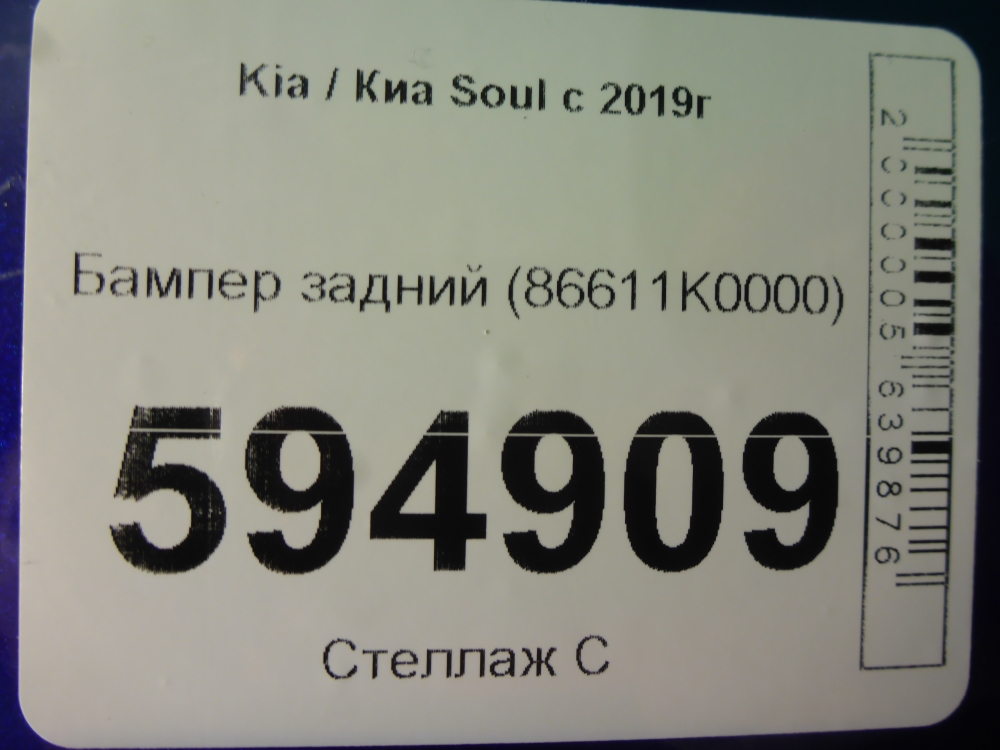 Kia / Киа Soul с 2019г
Бампер задний (86611K0000)
594909
Стеллаж С
2000005639876